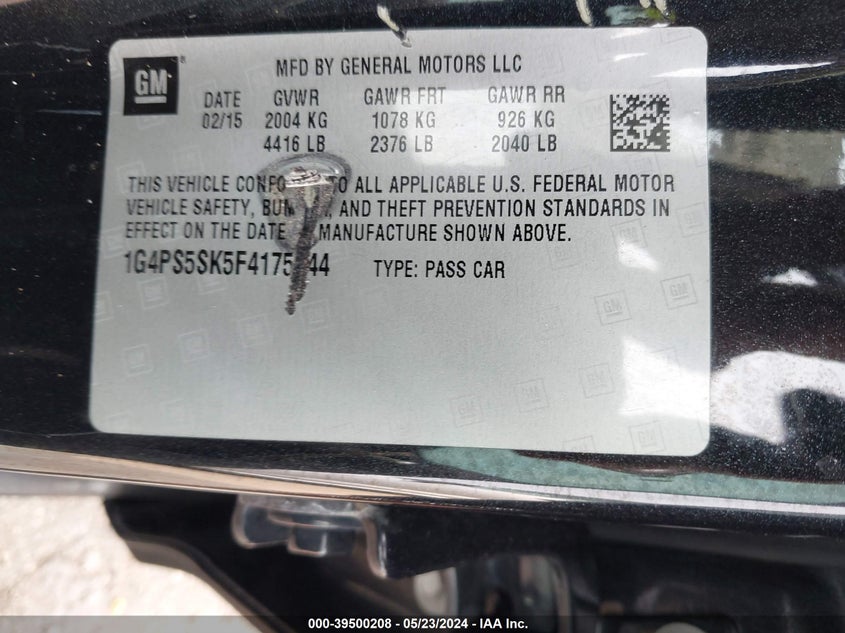 GM ®
MFD BY GENERAL MOTORS LLC
DATE GVWR GAWR FRT GAWR RR
02/15 2004 KG 1078 KG 926 KG
4416 LB 2376 LB 2040 LB
THIS VEHICLE CONFO TO ALL APPLICABLE U.S. FEDERAL MOTOR
VEHICLE SAFETY, BUM , AND THEFT PREVENTION STANDARDS IN
EFFECT ON THE DATE MANUFACTURE SHOWN ABOVE.
1G4PS5SK5F4175 44 TYPE: PASS CAR
000-39500208 - 05/23/2024 - IAA Inc.